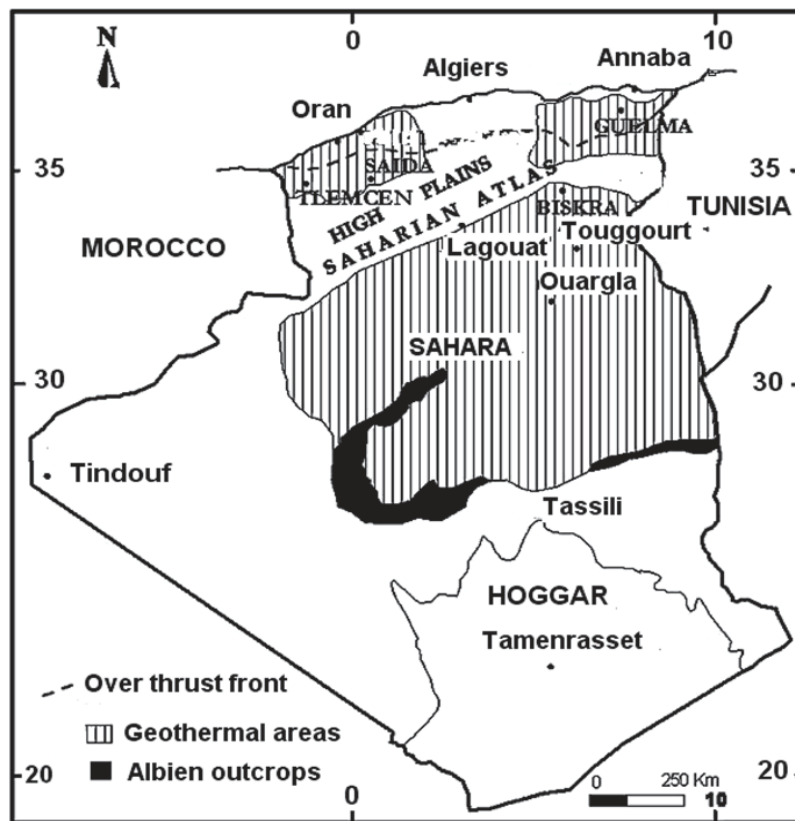 N
0
10
Annaba
Algiers
Oran
GUELMA
35
SAIDA
35
TLEMCEN
HIGH PLAINS
SAHARIAN ATLAS
BISKRA
TUNISIA
MOROCCO
Lagouat
Touggourt
Ouargla
SAHARA
30
30
Tindouf
Tassili
HOGGAR
Tamenrasset
Over thrust front
Geothermal areas
Albien outcrops
20
20
0
250 Km
0
10